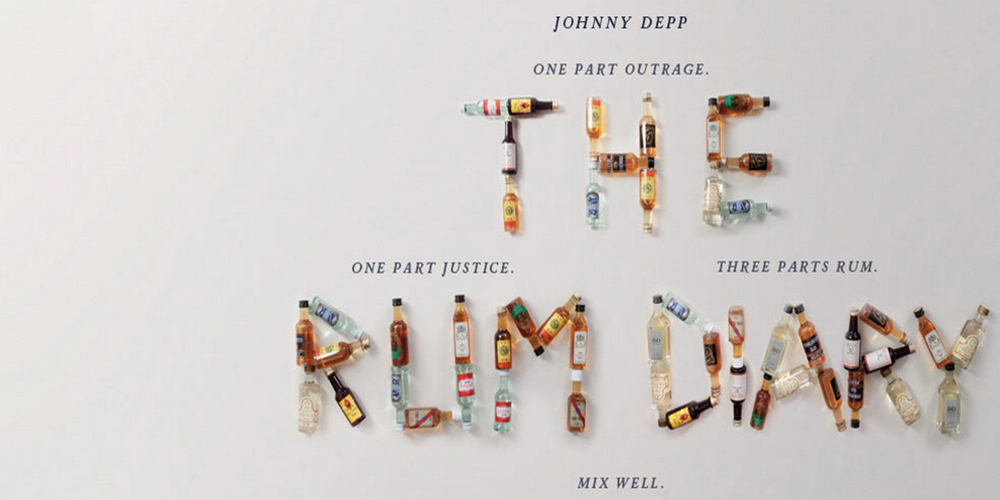 JOHNNY DEPP
ONE PART OUTRAGE.
THE
ONE PART JUSTICE.
THREE PARTS RUM.
RUM DIARY
MIX WELL.